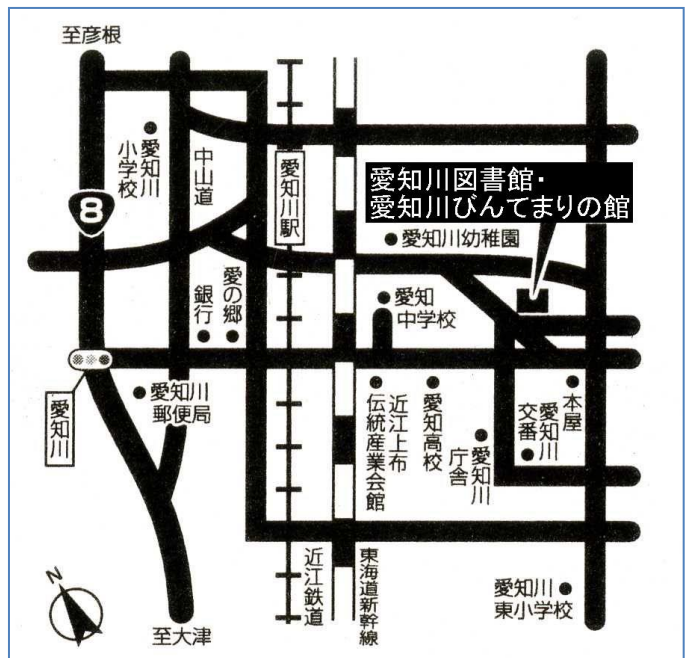 至彦根
愛知川
小学校
中山道
愛知川駅
愛知川図書館・
愛知川びんてまりの館
8
愛知川幼稚園
愛の郷
銀行
愛知
中学校
愛知川
愛知川
郵便局
近江上布
伝統産業会館
愛知高校
愛知川
庁舎
愛知川
交番
本屋
近江鉄道
東海道新幹線
愛知川
東小学校
N
至大津